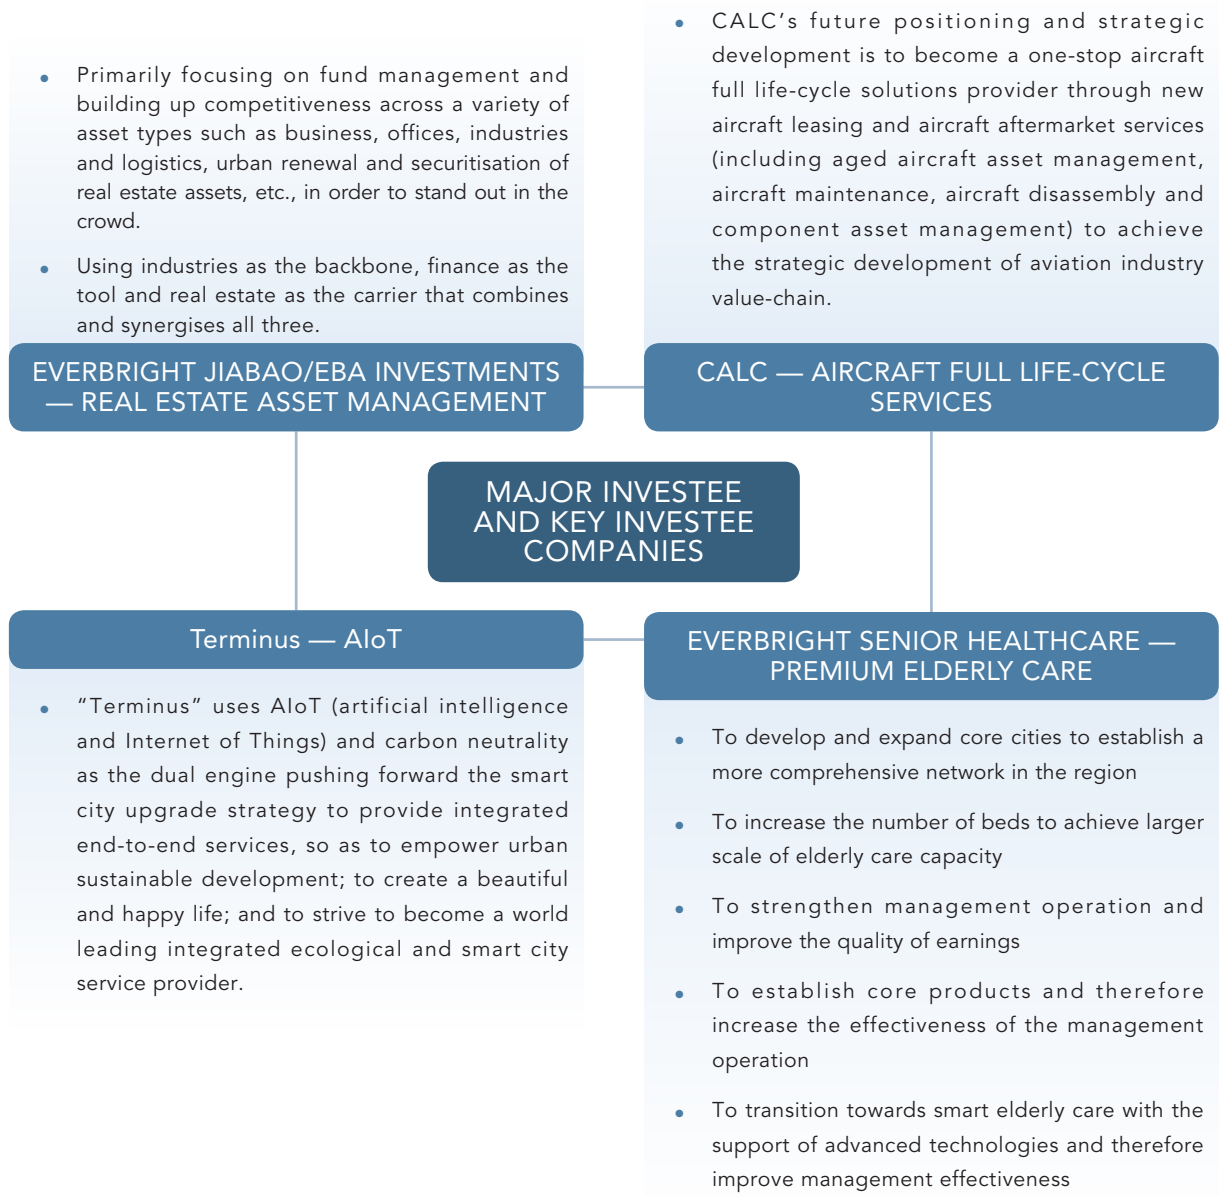 • Primarily focusing on fund management and
building up competitiveness across a variety of
asset types such as business, offices, industries
and logistics, urban renewal and securitisation of
real estate assets, etc., in order to stand out in the
crowd.
• Using industries as the backbone, finance as the
tool and real estate as the carrier that combines
and synergises all three.
EVERBRIGHT JIABAO/EBA INVESTMENTS
— REAL ESTATE ASSET MANAGEMENT
• CALC’s future positioning and strategic
development is to become a one-stop aircraft
full life-cycle solutions provider through new
aircraft leasing and aircraft aftermarket services
(including aged aircraft asset management,
aircraft maintenance, aircraft disassembly and
component asset management) to achieve
the strategic development of aviation industry
value-chain.
CALC — AIRCRAFT FULL LIFE-CYCLE
SERVICES
MAJOR INVESTEE
AND KEY INVESTEE
COMPANIES
Terminus — AIoT
• “Terminus” uses AIoT (artificial intelligence
and Internet of Things) and carbon neutrality
as the dual engine pushing forward the smart
city upgrade strategy to provide integrated
end-to-end services, so as to empower urban
sustainable development; to create a beautiful
and happy life; and to strive to become a world
leading integrated ecological and smart city
service provider.
EVERBRIGHT SENIOR HEALTHCARE —
PREMIUM ELDERLY CARE
• To develop and expand core cities to establish a
more comprehensive network in the region
• To increase the number of beds to achieve larger
scale of elderly care capacity
• To strengthen management operation and
improve the quality of earnings
• To establish core products and therefore
increase the effectiveness of the management
operation
• To transition towards smart elderly care with the
support of advanced technologies and therefore
improve management effectiveness